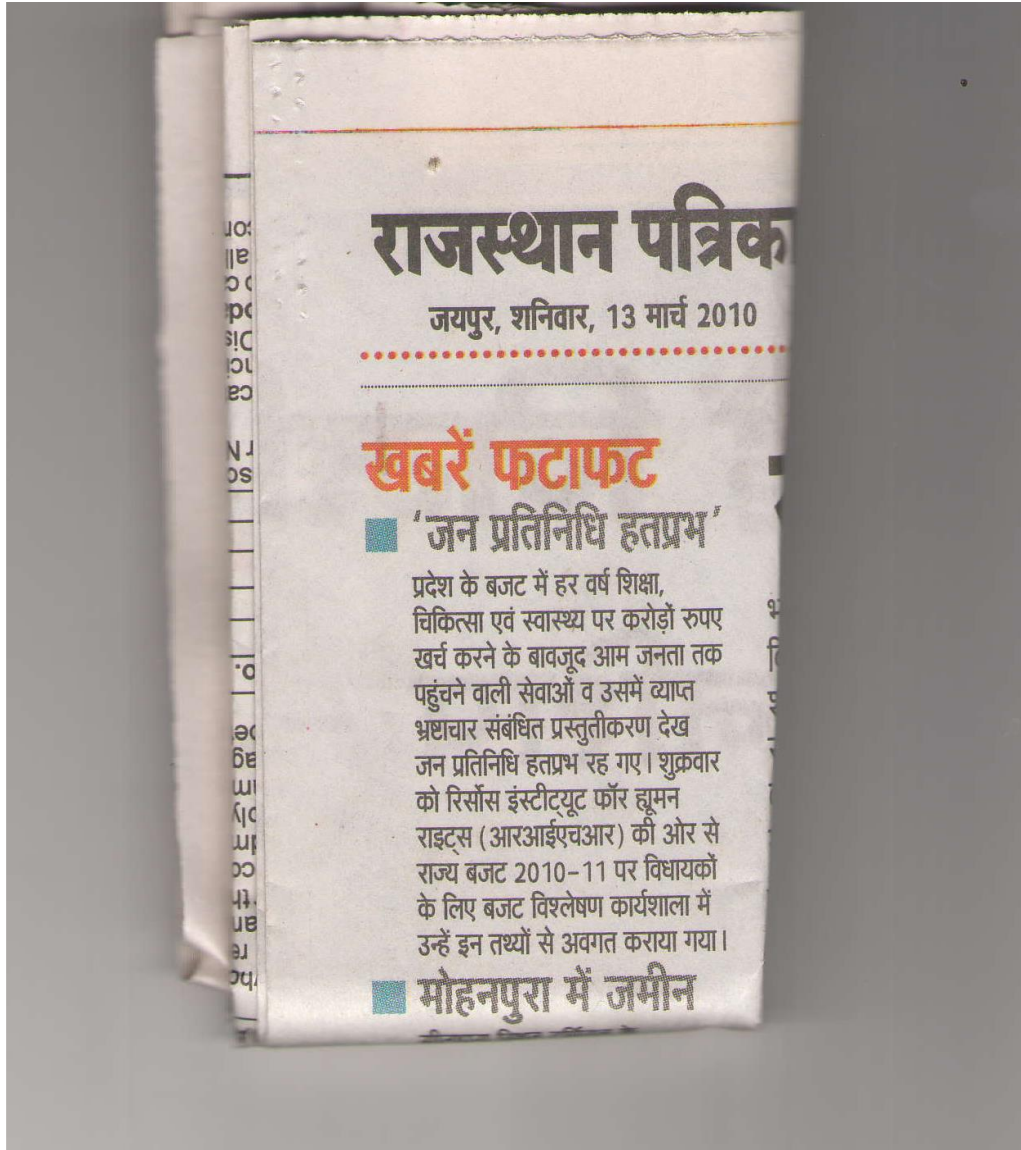 राजस्थान पत्रिका
जयपुर, शनिवार, 13 मार्च 2010
खबरें फटाफट
'जन प्रतिनिधि हतप्रभ'
प्रदेश के बजट में हर वर्ष शिक्षा,
चिकित्सा एवं स्वास्थ्य पर करोड़ों रुपए
खर्च करने के बावजूद आम जनता तक
पहुंचने वाली सेवाओं व उसमें व्याप्त
भ्रष्टाचार संबंधित प्रस्तुतीकरण देख
जन प्रतिनिधि हतप्रभ रह गए। शुक्रवार
को रिर्सोस इंस्टीट्यूट फॉर ह्यूमन
राइट्स (आरआईएचआर) की ओर से
राज्य बजट 2010-11 पर विधायकों
के लिए बजट विश्लेषण कार्यशाला में
उन्हें इन तथ्यों से अवगत कराया गया।
मोहनपुरा में जमीन